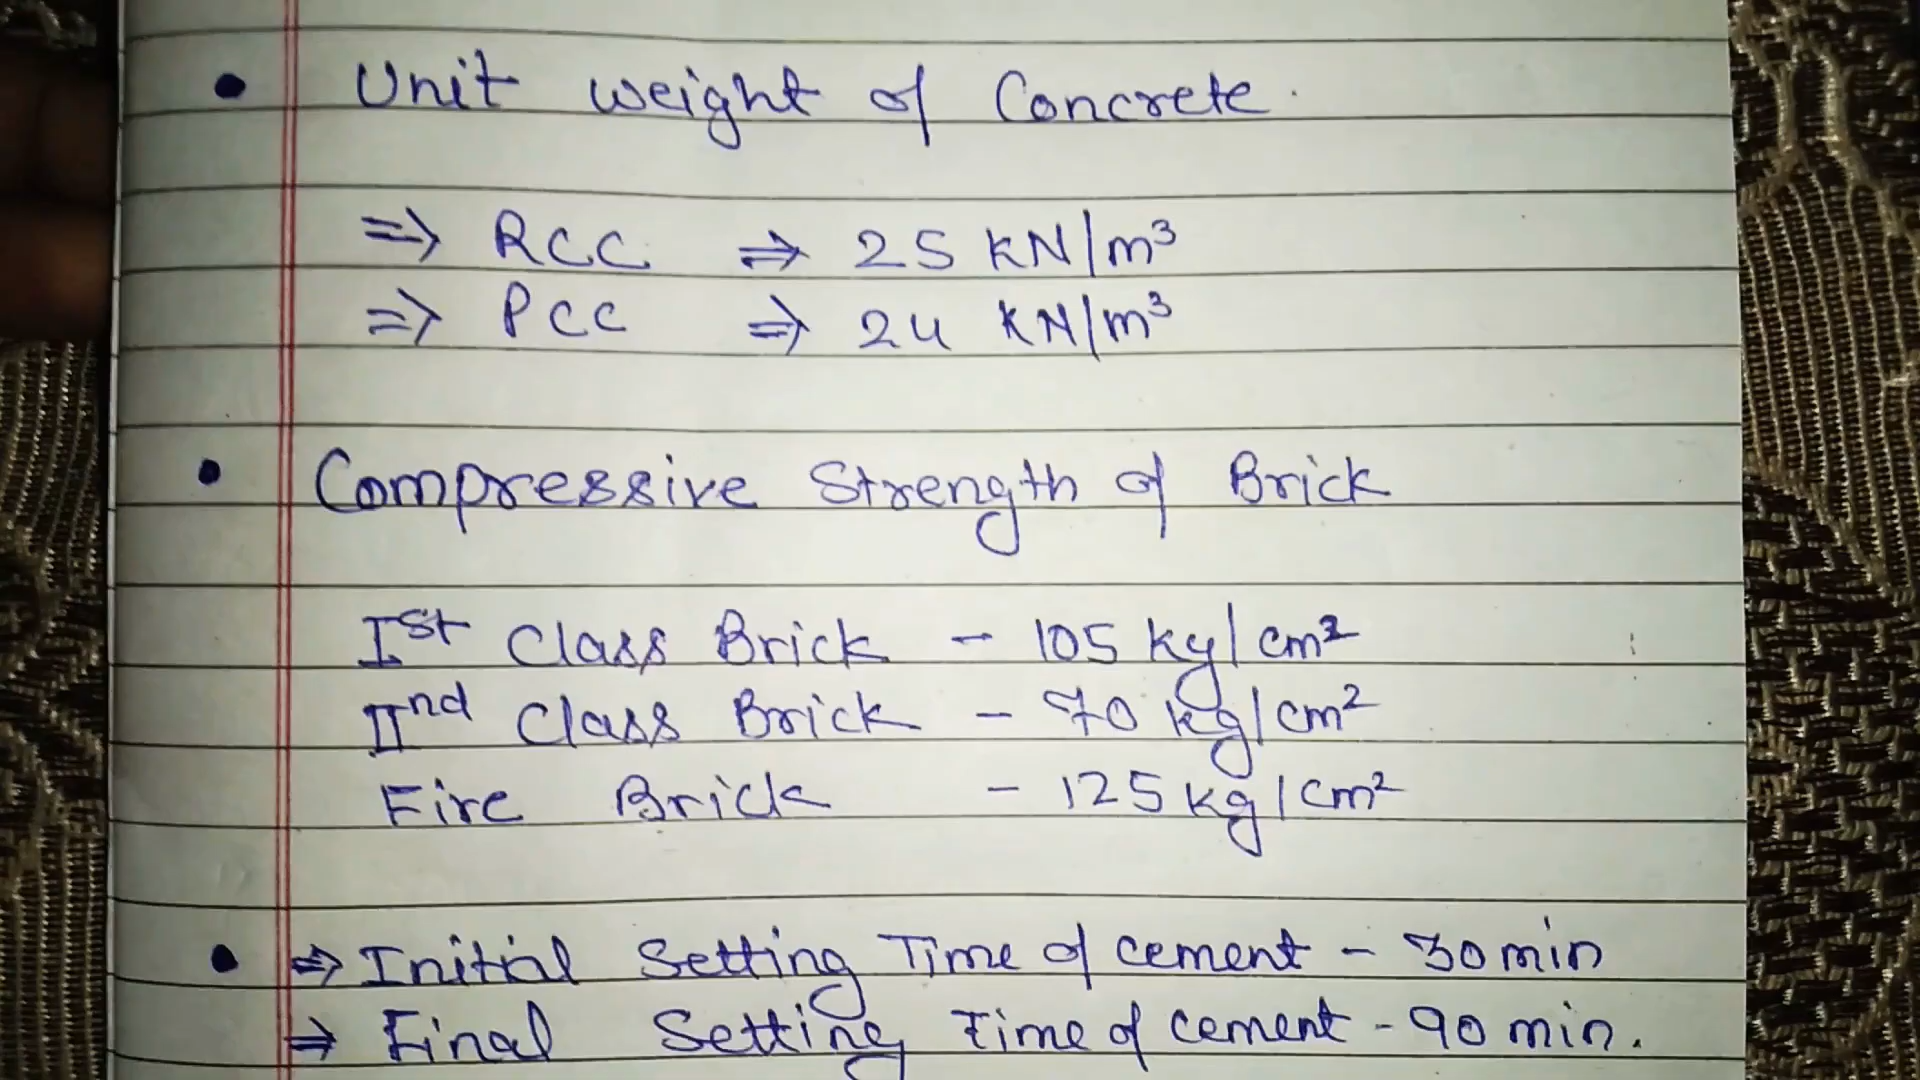 • Unit weight of Concrete.
⇒ RCC ⇒ 25 KN/m³
⇒ PCC ⇒ 24 KN/m³
• Compressive Strength of Brick
Ist Class Brick - 105 kg/cm²
IInd Class Brick - 70 kg/cm²
Fire Brick - 125 kg/cm²
• ⇒ Initial Setting Time of cement - 30 min
⇒ Final Setting Time of cement - 90 min.